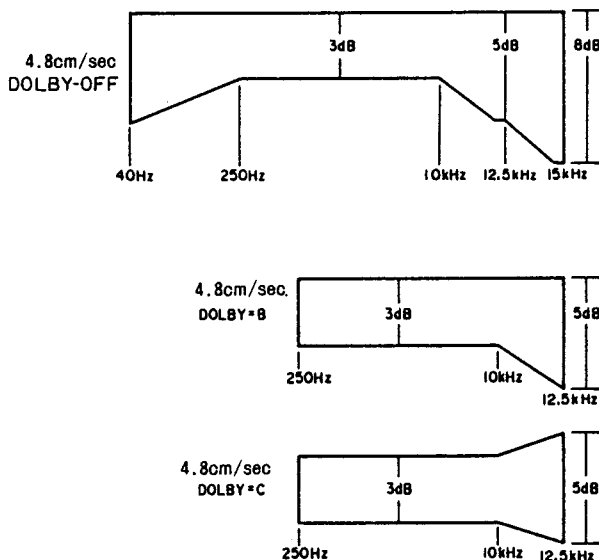 4.8cm/sec
DOLBY-OFF
3dB
5dB
8dB
40Hz
250Hz
10kHz
12.5kHz
15kHz
4.8cm/sec.
DOLBY=B
3dB
5dB
250Hz
10kHz
12.5kHz
4.8cm/sec
DOLBY=C
3dB
5dB
250Hz
10kHz
12.5kHz